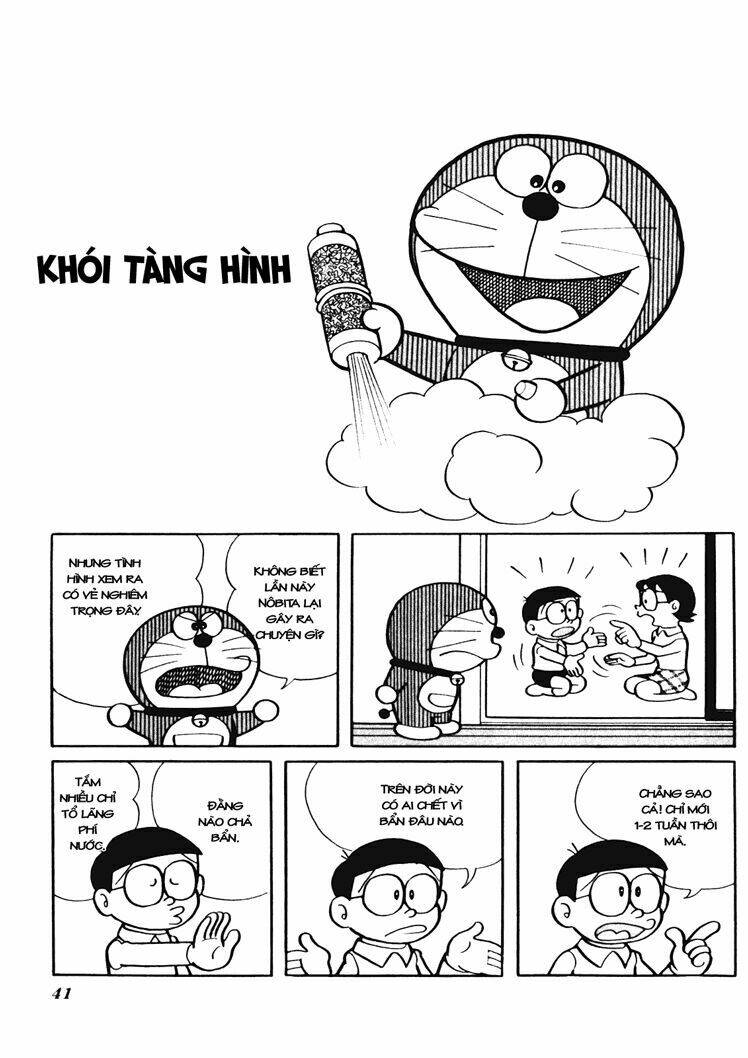 KHÓI TÀNG HÌNH
KHÔNG BIẾT
LẦN NÀY
NÔBITA LẠI
GÂY RA
CHUYỆN GÌ?
NHƯNG TÌNH
HÌNH XEM RA
CÓ VẺ NGHIÊM
TRỌNG ĐÂY.
CHẲNG SAO
CẢ! CHỈ MỚI
1-2 TUẦN THÔI
MÀ.
TRÊN ĐỜI NÀY
CÓ AI CHẾT VÌ
BẨN ĐÂU NÀO.
ĐẰNG
NÀO CHẢ
BẨN.
TẮM
NHIỀU CHỈ
TỔ LÃNG
PHÍ
NƯỚC.
41